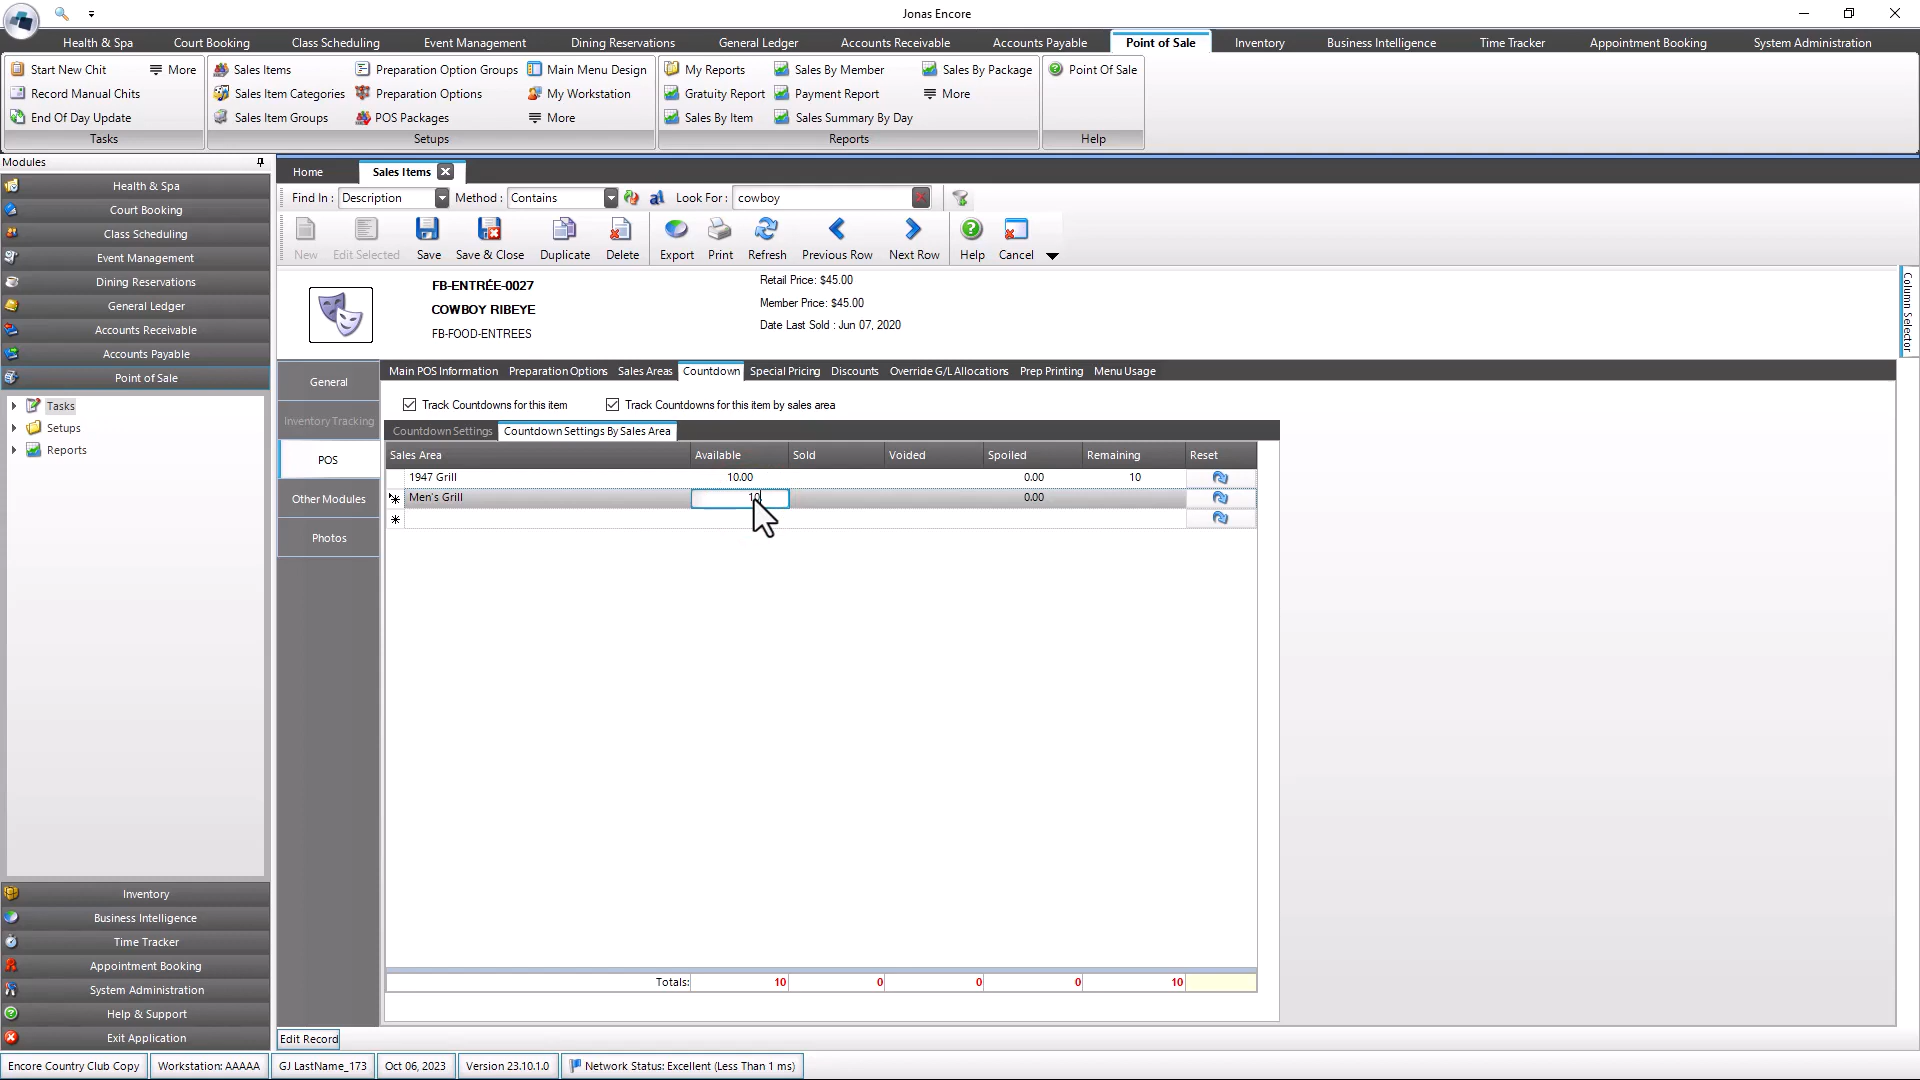 Jonas Encore
Health & Spa Court Booking Class Scheduling Event Management Dining Reservations General Ledger Accounts Receivable Accounts Payable Point of Sale Inventory Business Intelligence Time Tracker Appointment Booking System Administration
Start New Chit More Sales Items Preparation Option Groups Main Menu Design My Reports Sales By Member Sales By Package Point Of Sale
Record Manual Chits Sales Item Categories Preparation Options My Workstation Gratuity Report Payment Report More
End Of Day Update Sales Item Groups POS Packages More Sales By Item Sales Summary By Day
Tasks Setups Reports Help
Modules
Home Sales Items
Health & Spa
Court Booking
Class Scheduling
Event Management
Dining Reservations
General Ledger
Accounts Receivable
Accounts Payable
Point of Sale
Tasks
Setups
Reports
Inventory
Business Intelligence
Time Tracker
Appointment Booking
System Administration
Help & Support
Exit Application
Find In : Description Method : Contains Look For : cowboy
New Edit Selected Save Save & Close Duplicate Delete Export Print Refresh Previous Row Next Row Help Cancel
FB-ENTRÉE-0027
COWBOY RIBEYE
FB-FOOD-ENTREES
Retail Price: $45.00
Member Price: $45.00
Date Last Sold : Jun 07, 2020
Column Selector
General
Inventory Tracking
POS
Other Modules
Photos
Main POS Information Preparation Options Sales Areas Countdown Special Pricing Discounts Override G/L Allocations Prep Printing Menu Usage
Track Countdowns for this item Track Countdowns for this item by sales area
Countdown Settings Countdown Settings By Sales Area
Sales Area Available Sold Voided Spoiled Remaining Reset
1947 Grill 10.00 0.00 10
Men's Grill 10 0.00
Totals: 10 0 0 0 10
Edit Record
Encore Country Club Copy Workstation: AAAAA GJ LastName_173 Oct 06, 2023 Version 23.10.1.0 Network Status: Excellent (Less Than 1 ms)